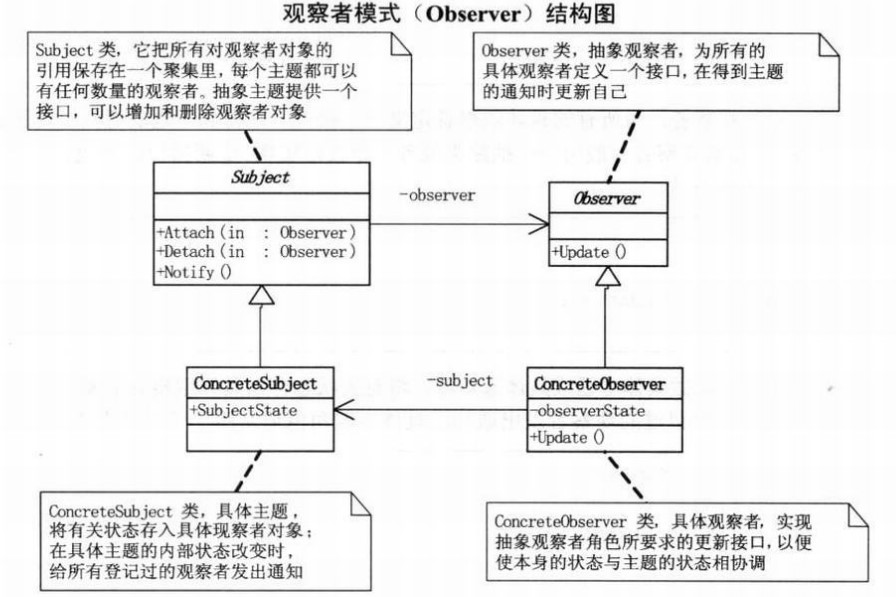 观察者模式（Observer）结构图
Subject 类，它把所有对观察者对象的
引用保存在一个聚集里，每个主题都可以
有任何数量的观察者。抽象主题提供一个
接口，可以增加和删除观察者对象
Observer 类，抽象观察者，为所有的
具体观察者定义一个接口，在得到主题
的通知时更新自己
Subject
+Attach(in : Observer)
+Detach(in : Observer)
+Notify()
-observer
Observer
+Update()
ConcreteSubject
+SubjectState
-subject
ConcreteObserver
-observerState
+Update()
ConcreteSubject 类，具体主题，
将有关状态存入具体现察者对象；
在具体主题的内部状态改变时，
给所有登记过的观察者发出通知
ConcreteObserver 类，具体观察者，实现
抽象观察者角色所要求的更新接口，以便
使本身的状态与主题的状态相协调